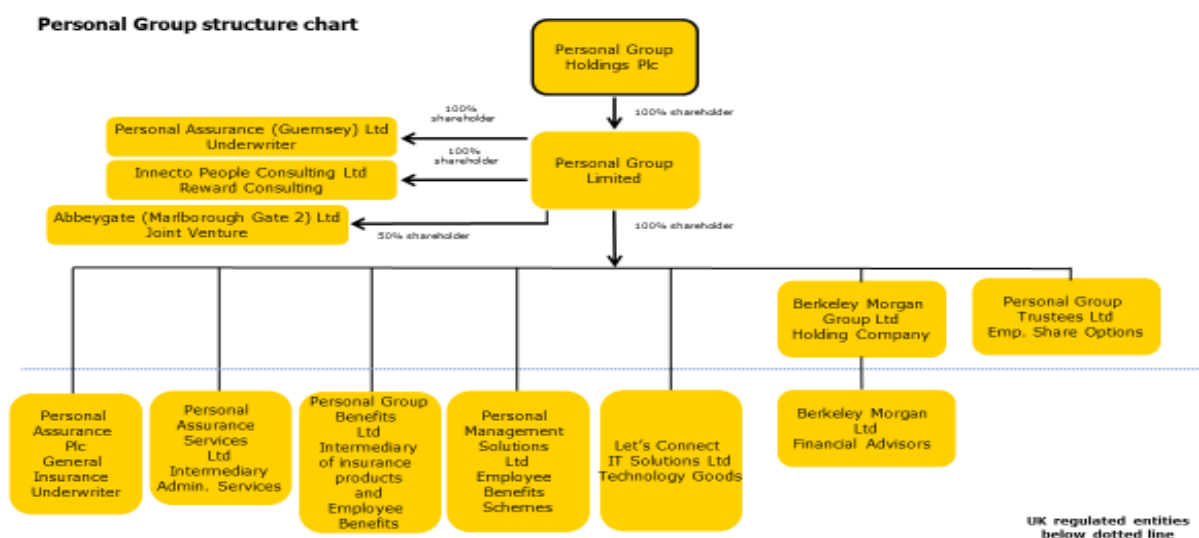 Personal Group structure chart
Personal Group
Holdings Plc
100% shareholder
100%
shareholder
Personal Assurance (Guernsey) Ltd
Underwriter
Personal Group
Limited
100%
shareholder
Innecto People Consulting Ltd
Reward Consulting
Abbeygate (Marlborough Gate 2) Ltd
Joint Venture
50% shareholder
100% shareholder
Berkeley Morgan
Group Ltd
Holding Company
Personal Group
Trustees Ltd
Emp. Share Options
Personal
Assurance
Plc
General
Insurance
Underwriter
Personal
Assurance
Services
Ltd
Intermediary
Admin. Services
Personal Group
Benefits
Ltd
Intermediary
of insurance
products
and
Employee
Benefits
Personal
Management
Solutions
Ltd
Employee
Benefits
Schemes
Let's Connect
IT Solutions Ltd
Technology Goods
Berkeley Morgan
Ltd
Financial Advisors
UK regulated entities
below dotted line